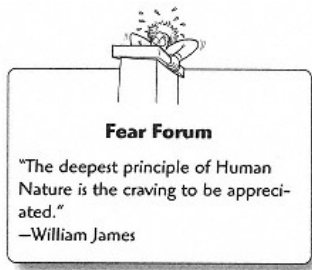 Fear Forum
"The deepest principle of Human
Nature is the craving to be appreci-
ated."
—William James